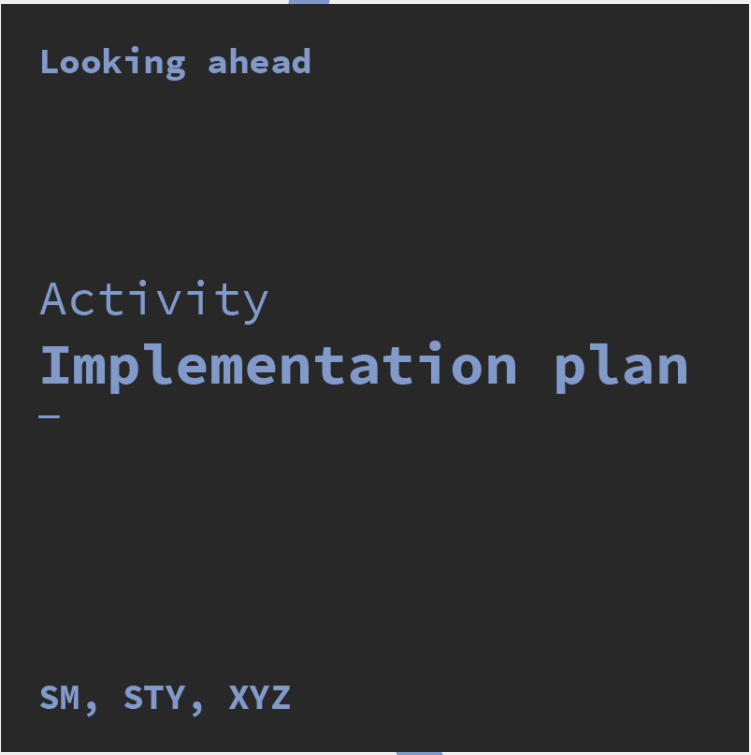 Looking ahead
Activity
Implementation plan
SM, STY, XYZ